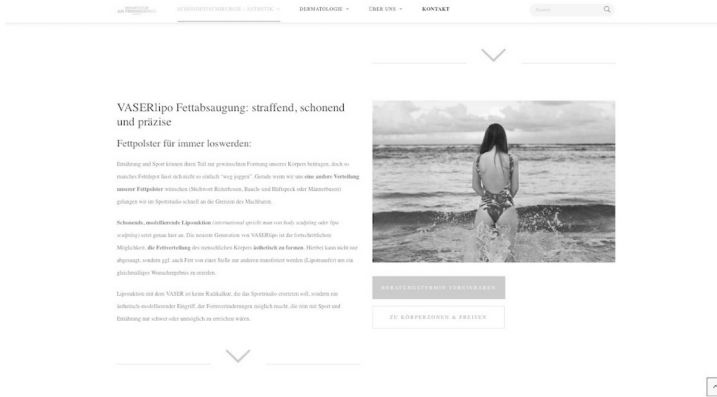 SCHÖNHEITSCHIRURGIE - ÄSTHETIK
DERMATOLOGIE
ÜBER UNS
KONTAKT
Search
VASERlipo Fettabsaugung: straffend, schonend
und präzise
Fettpolster für immer loswerden:
Ernährung und Sport können ihren Teil zur gewünschten Formung unseres Körpers beitragen, doch so
manches Fettdepot lässt sich nicht so einfach "weg joggen". Gerade wenn wir uns eine andere Verteilung
unserer Fettpolster wünschen (Stichwort Reiterhosen, Bauch- und Hüftspeck oder Männerbusen)
gelangen wir im Sportstudio schnell an die Grenzen des Machbaren.
Schonende, modellierende Liposuktion (international spricht man von body sculpting oder lipo
sculpting) setzt genau hier an. Die neueste Generation von VASERlipo ist die fortschrittlichste
Möglichkeit, die Fettverteilung des menschlichen Körpers ästhetisch zu formen. Hierbei kann nicht nur
abgesaugt, sondern ggf. auch Fett von einer Stelle zur anderen transferiert werden (Lipotransfer) um ein
gleichmäßiges Wunschergebnis zu erzielen.
Liposuktion mit dem VASER ist keine Radikalkur, die das Sportstudio ersetzen soll, sondern ein
ästhetisch-modellierender Eingriff, der Formveränderungen möglich macht, die rein mit Sport und
Ernährung nur schwer oder unmöglich zu erreichen wären.
BERATUNGSTERMIN VEREINBAREN
ZU KÖRPERZONEN & PREISEN